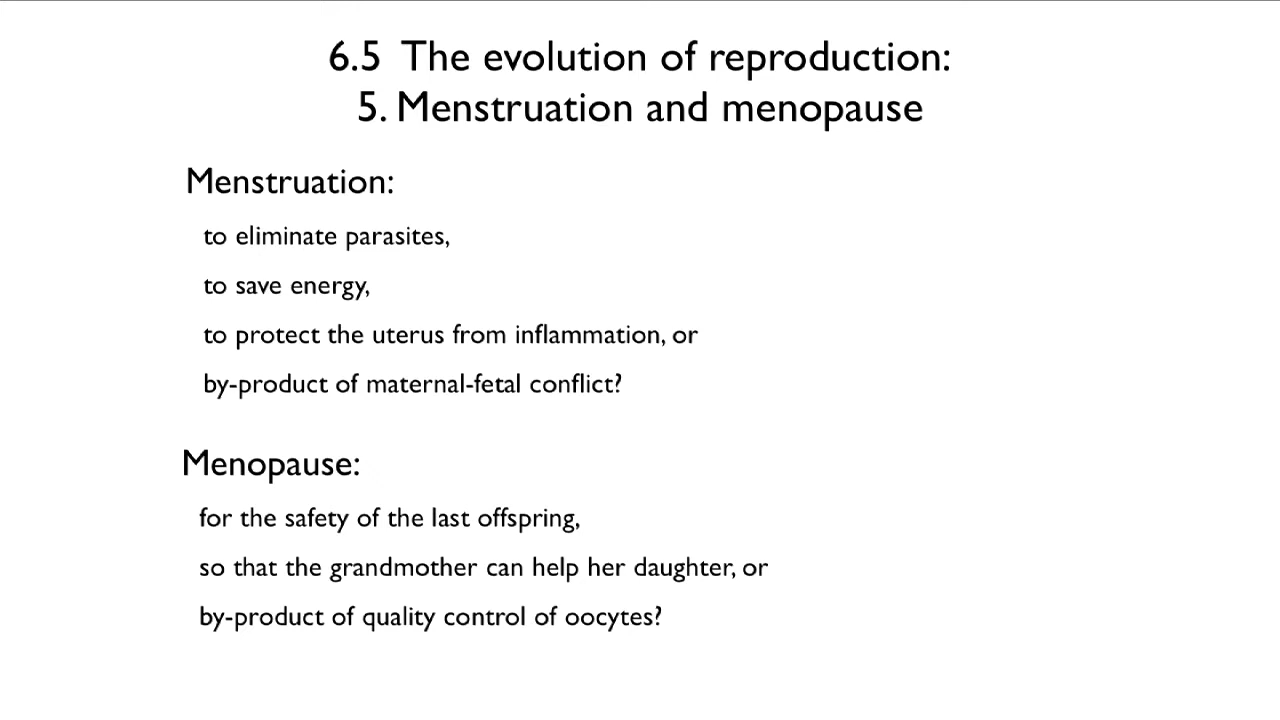 6.5 The evolution of reproduction:
5. Menstruation and menopause
Menstruation:
to eliminate parasites,
to save energy,
to protect the uterus from inflammation, or
by-product of maternal-fetal conflict?
Menopause:
for the safety of the last offspring,
so that the grandmother can help her daughter, or
by-product of quality control of oocytes?